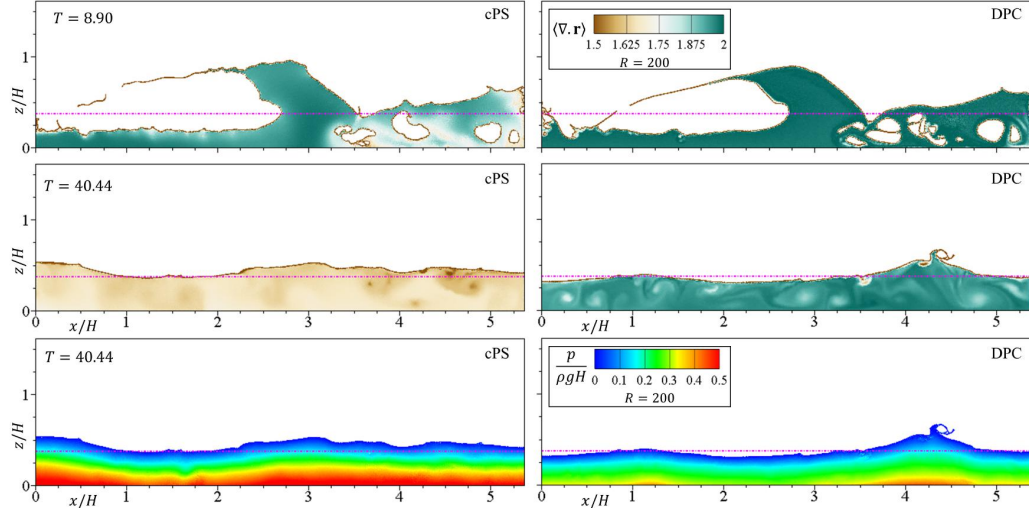 T = 8.90
cPS
z/H
1
0
⟨∇.r⟩
1.5 1.625 1.75 1.875 2
R = 200
DPC
T = 40.44
cPS
z/H
1
0
0 1 2 3 4 5
x/H
DPC
0 1 2 3 4 5
x/H
T = 40.44
cPS
z/H
1
0
0 1 2 3 4 5
x/H
p
ρgH
0 0.1 0.2 0.3 0.4 0.5
R = 200
DPC
0 1 2 3 4 5
x/H